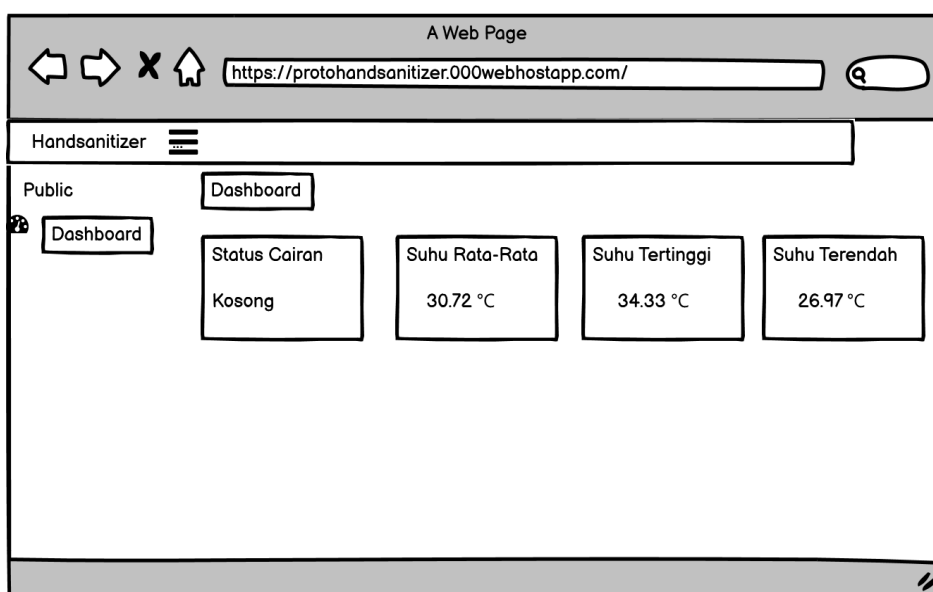 A Web Page
https://protohandsanitizer.000webhostapp.com/
Handsanitizer
Public
Dashboard
Dashboard
Status Cairan
Kosong
Suhu Rata-Rata
30.72 °C
Suhu Tertinggi
34.33 °C
Suhu Terendah
26.97 °C